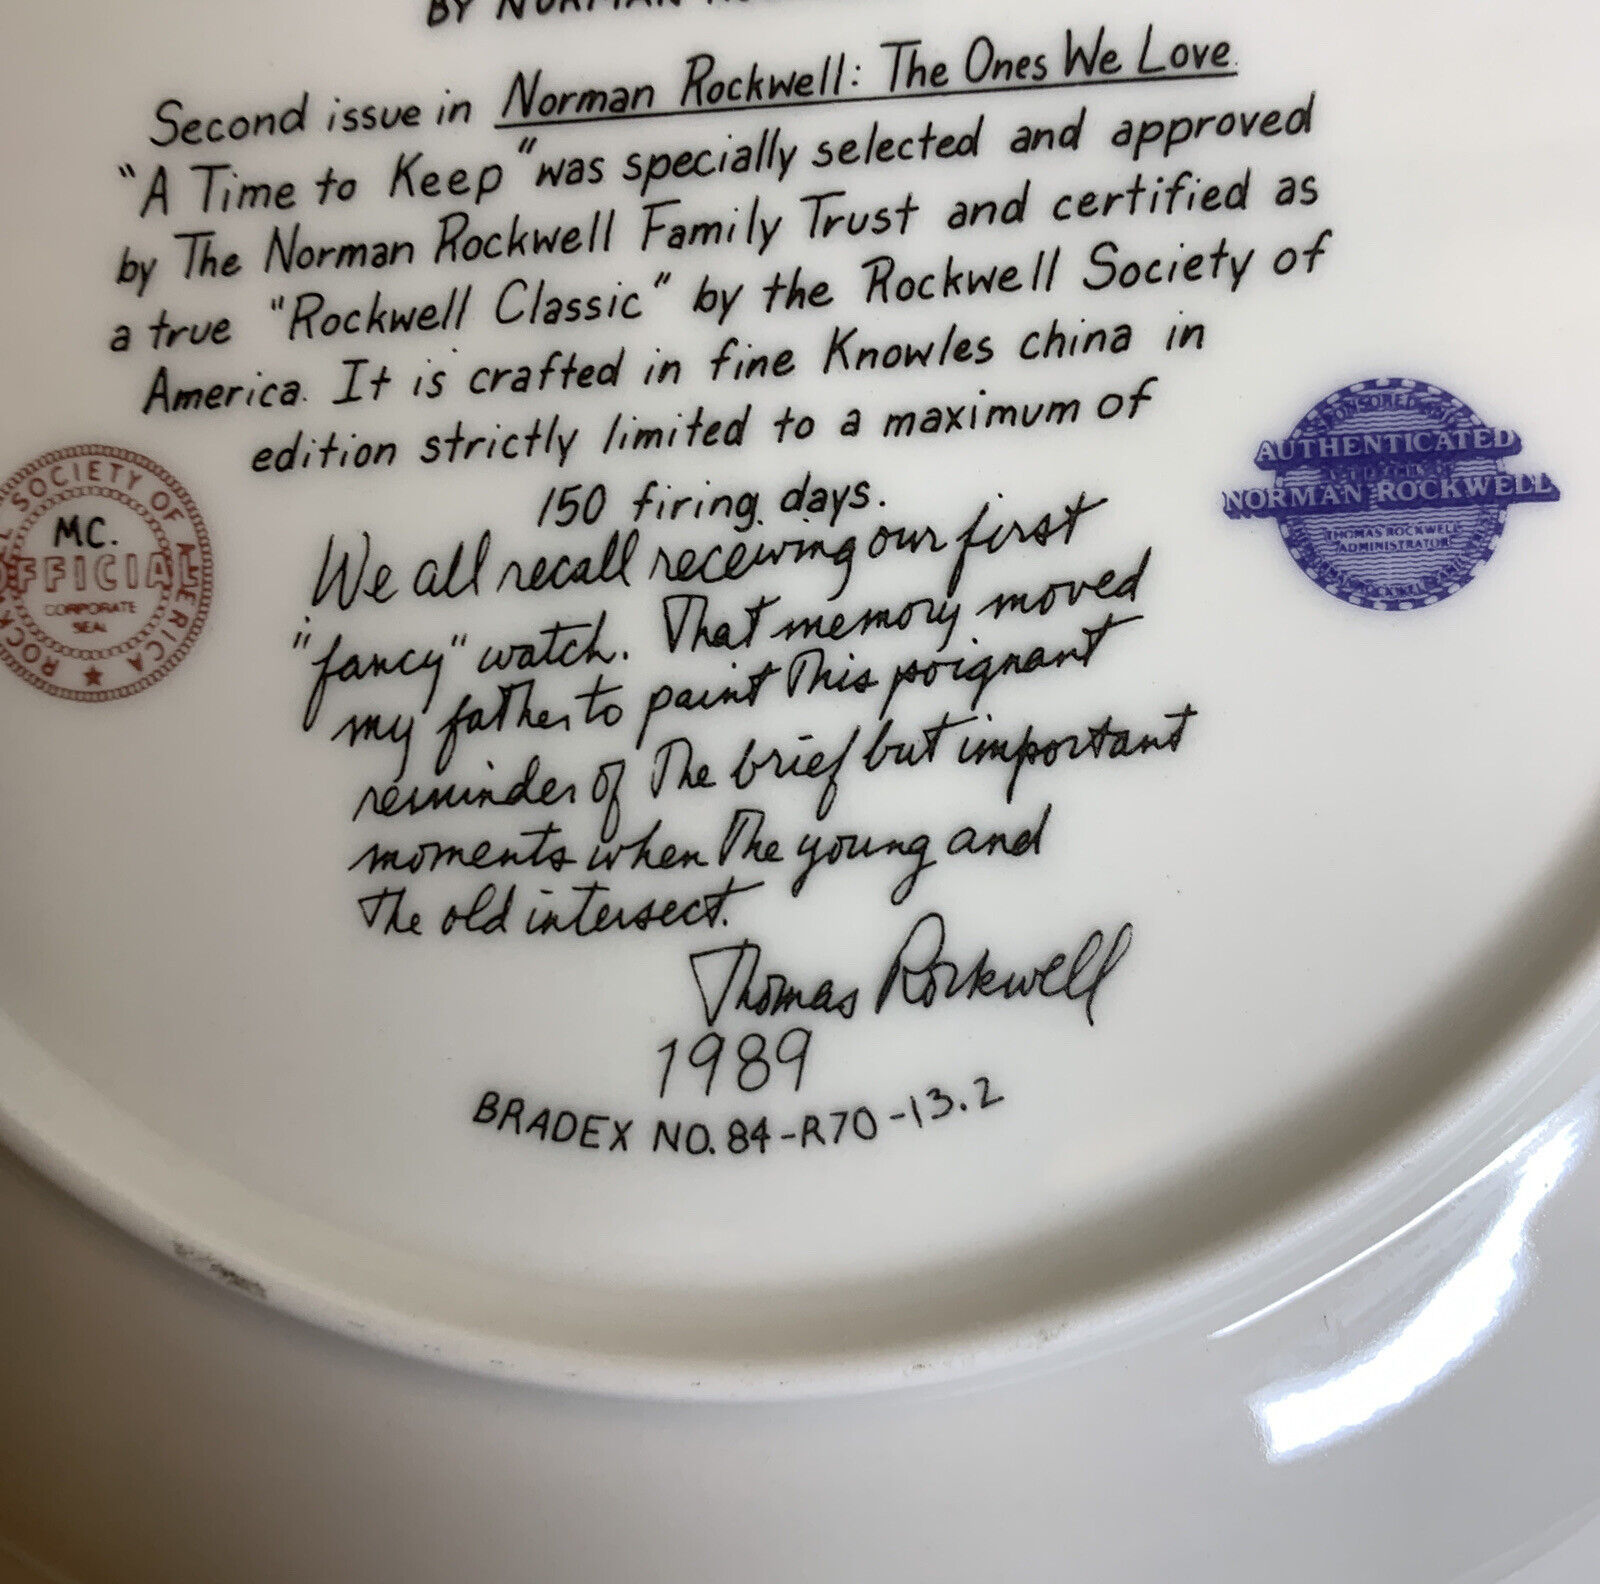 BY NORMAN
Second issue in Norman Rockwell: The Ones We Love.
"A Time to Keep" was specially selected and approved
by The Norman Rockwell Family Trust and certified as
a true "Rockwell Classic" by the Rockwell Society of
America. It is crafted in fine Knowles china in
edition strictly limited to a maximum of
150 firing days.
We all recall receiving our first
"fancy" watch. That memory moved
my father to paint this poignant
reminder of the brief but important
moments when the young and
the old intersect.
Thomas Rockwell
1989
BRADEX NO. 84-R70-13.2
SOCIETY OF AMERICA
MC.
OFFICIAL
CORPORATE
SEAL
SPONSORED BY
AUTHENTICATED
NORMAN ROCKWELL
THOMAS ROCKWELL
ADMINISTRATOR